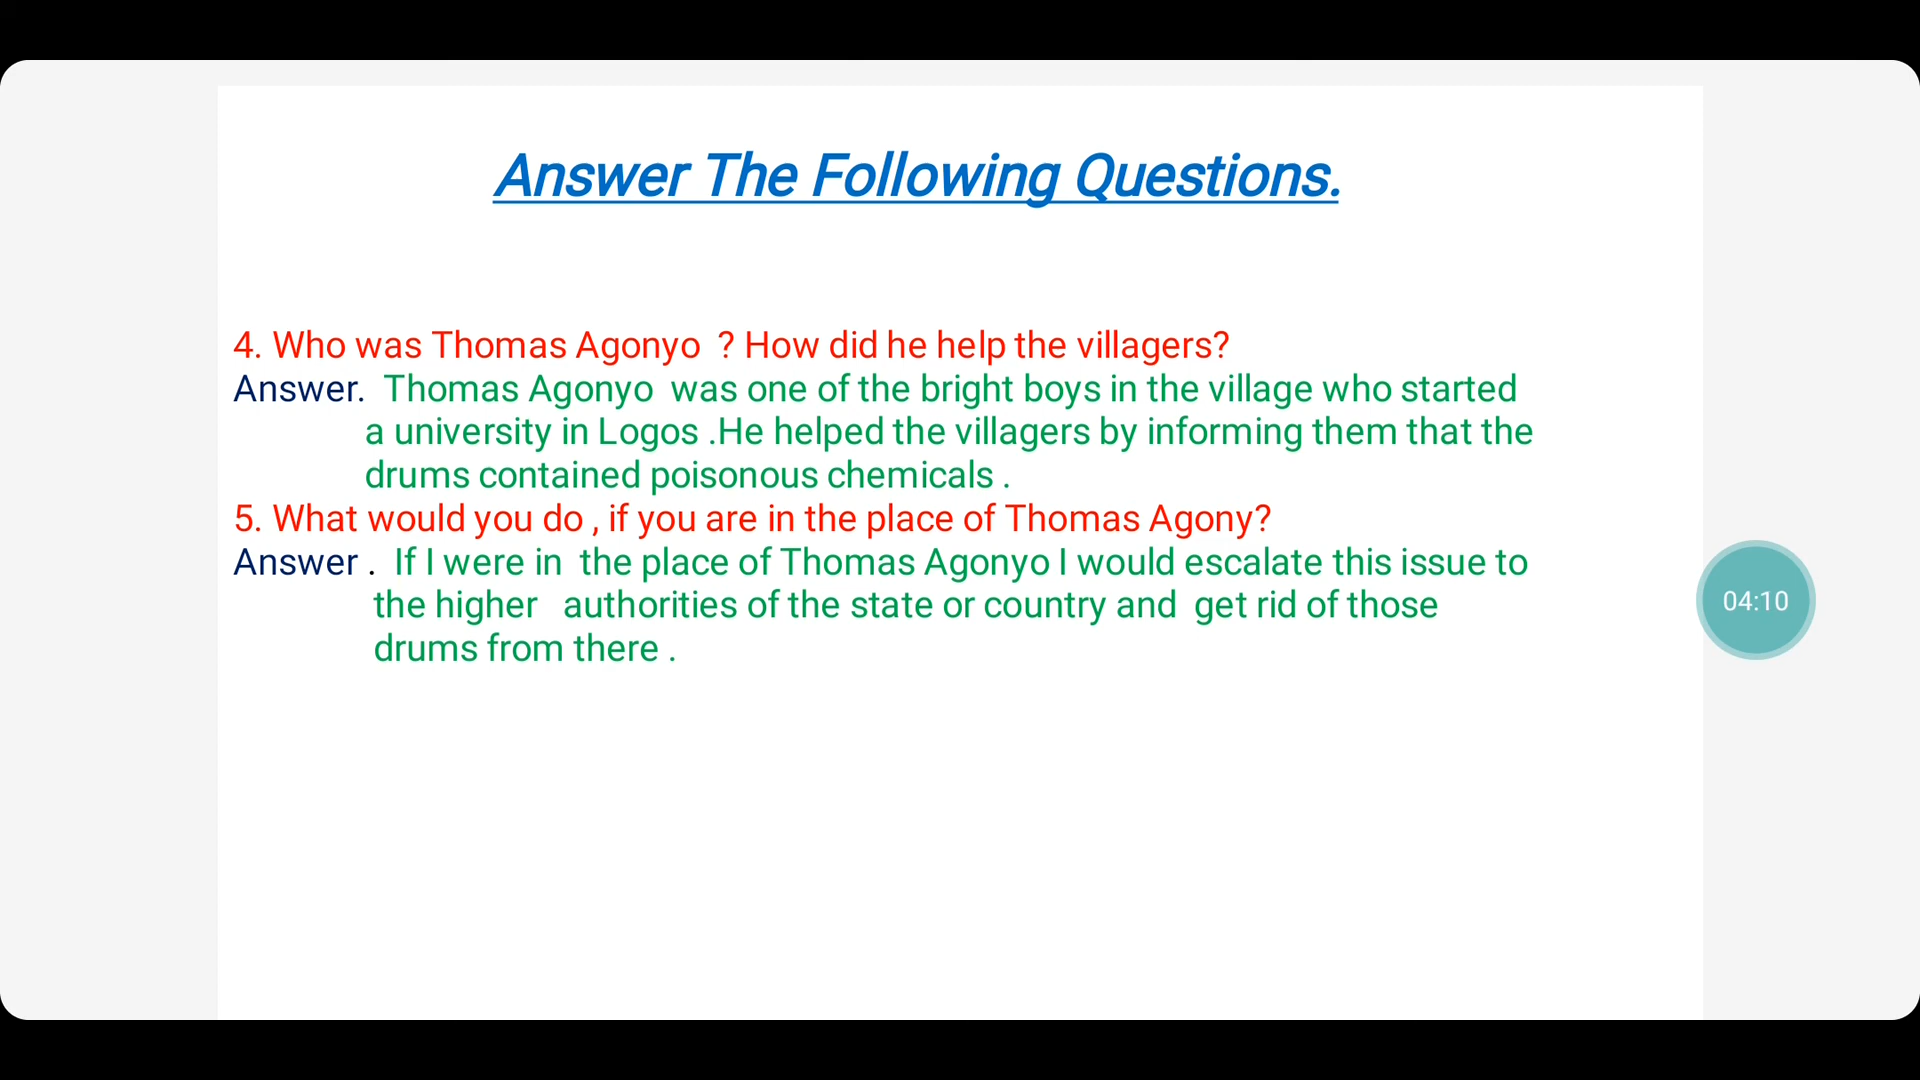 Answer The Following Questions.
4. Who was Thomas Agonyo ? How did he help the villagers?
Answer. Thomas Agonyo was one of the bright boys in the village who started
a university in Logos .He helped the villagers by informing them that the
drums contained poisonous chemicals .
5. What would you do , if you are in the place of Thomas Agony?
Answer . If I were in the place of Thomas Agonyo I would escalate this issue to
the higher authorities of the state or country and get rid of those
drums from there .
04:10